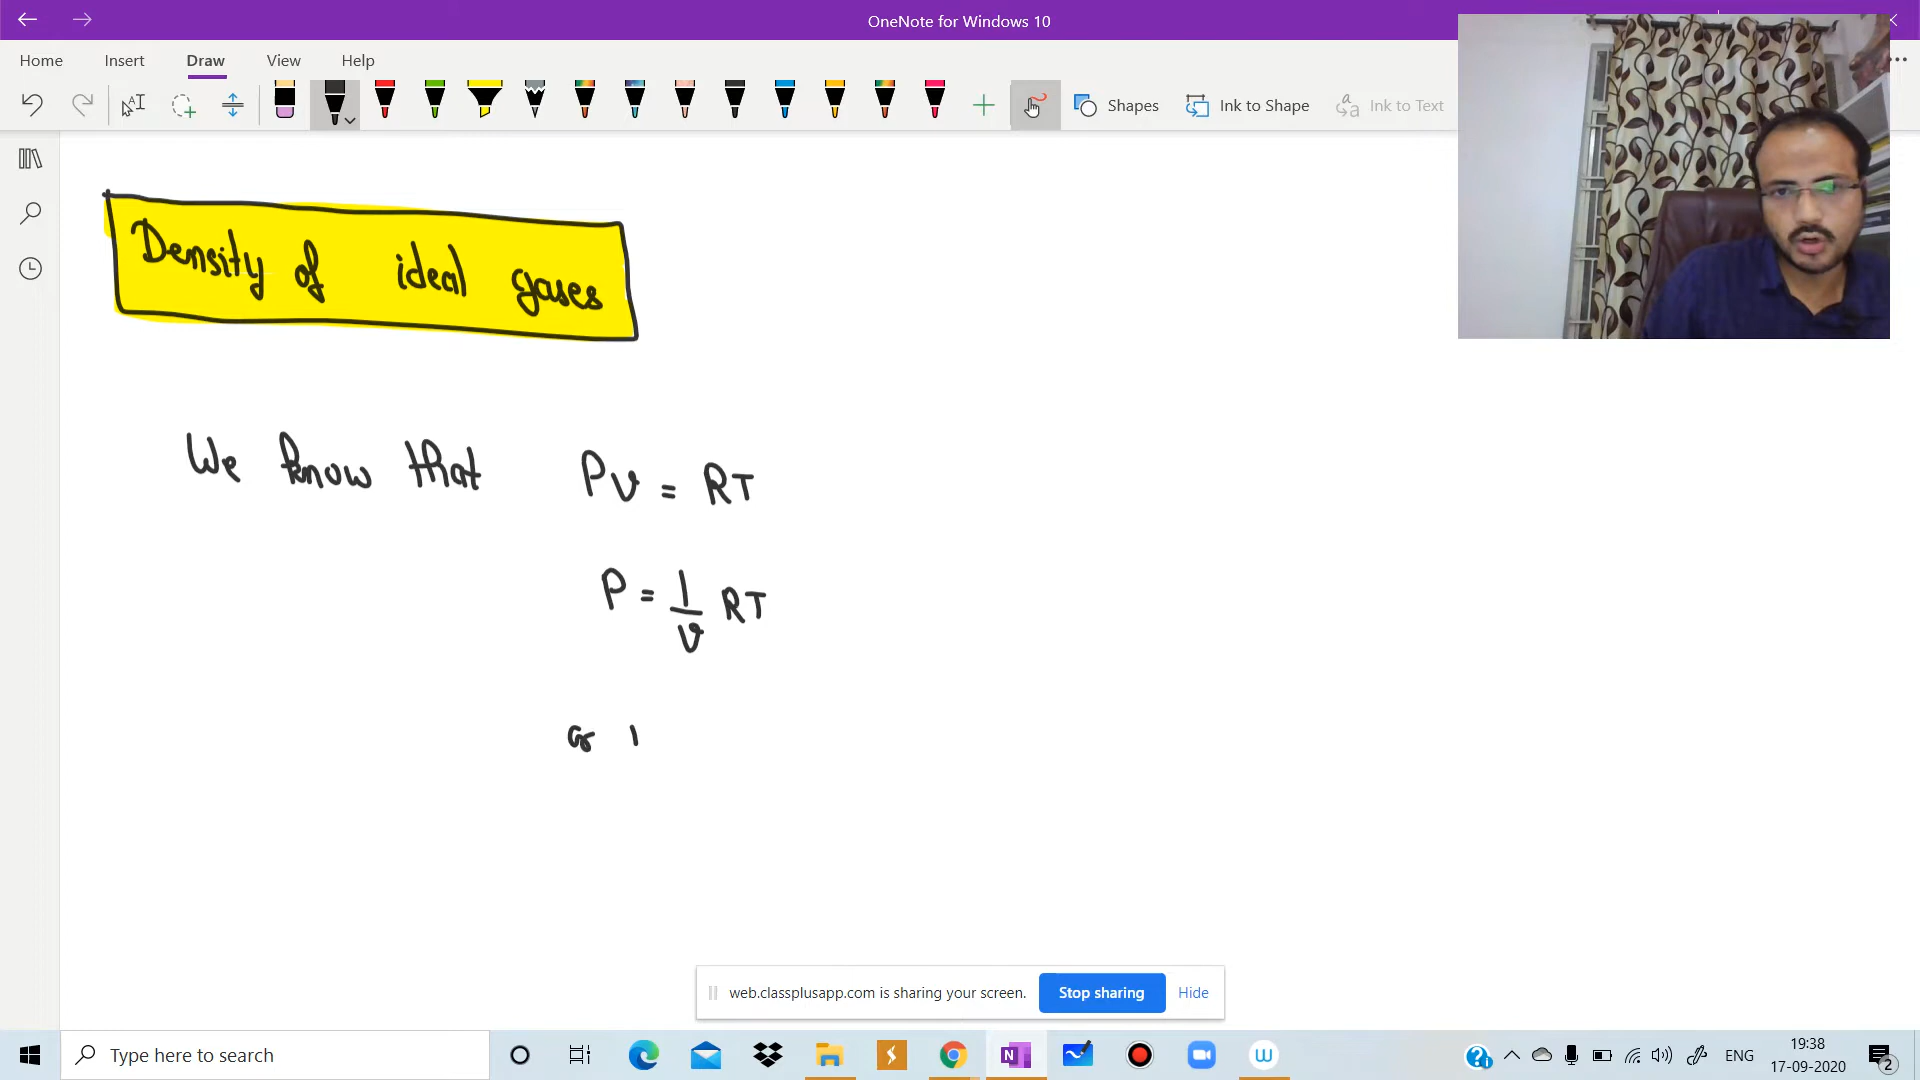 OneNote for Windows 10
Home Insert Draw View Help
Shapes Ink to Shape Ink to Text
Density of ideal gases
We know that Pv = RT
P = 1/v RT
web.classplusapp.com is sharing your screen. Stop sharing Hide
Type here to search
W
N
ENG
19:38
17-09-2020
2